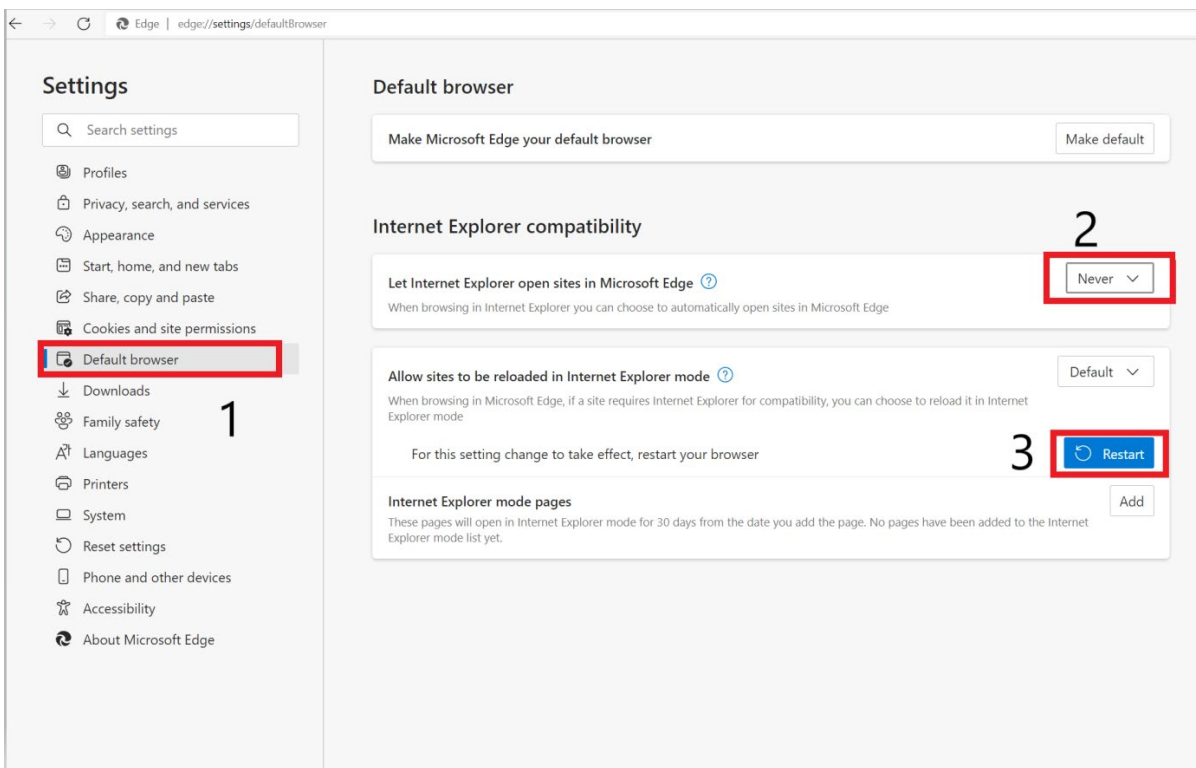 Edge | edge://settings/defaultBrowser
Settings
Search settings
Profiles
Privacy, search, and services
Appearance
Start, home, and new tabs
Share, copy and paste
Cookies and site permissions
Default browser
Downloads
1
Family safety
Languages
Printers
System
Reset settings
Phone and other devices
Accessibility
About Microsoft Edge
Default browser
Make Microsoft Edge your default browser
Make default
Internet Explorer compatibility
2
Let Internet Explorer open sites in Microsoft Edge ?
Never
When browsing in Internet Explorer you can choose to automatically open sites in Microsoft Edge
Allow sites to be reloaded in Internet Explorer mode ?
Default
When browsing in Microsoft Edge, if a site requires Internet Explorer for compatibility, you can choose to reload it in Internet
Explorer mode
For this setting change to take effect, restart your browser
3
Restart
Internet Explorer mode pages
Add
These pages will open in Internet Explorer mode for 30 days from the date you add the page. No pages have been added to the Internet
Explorer mode list yet.